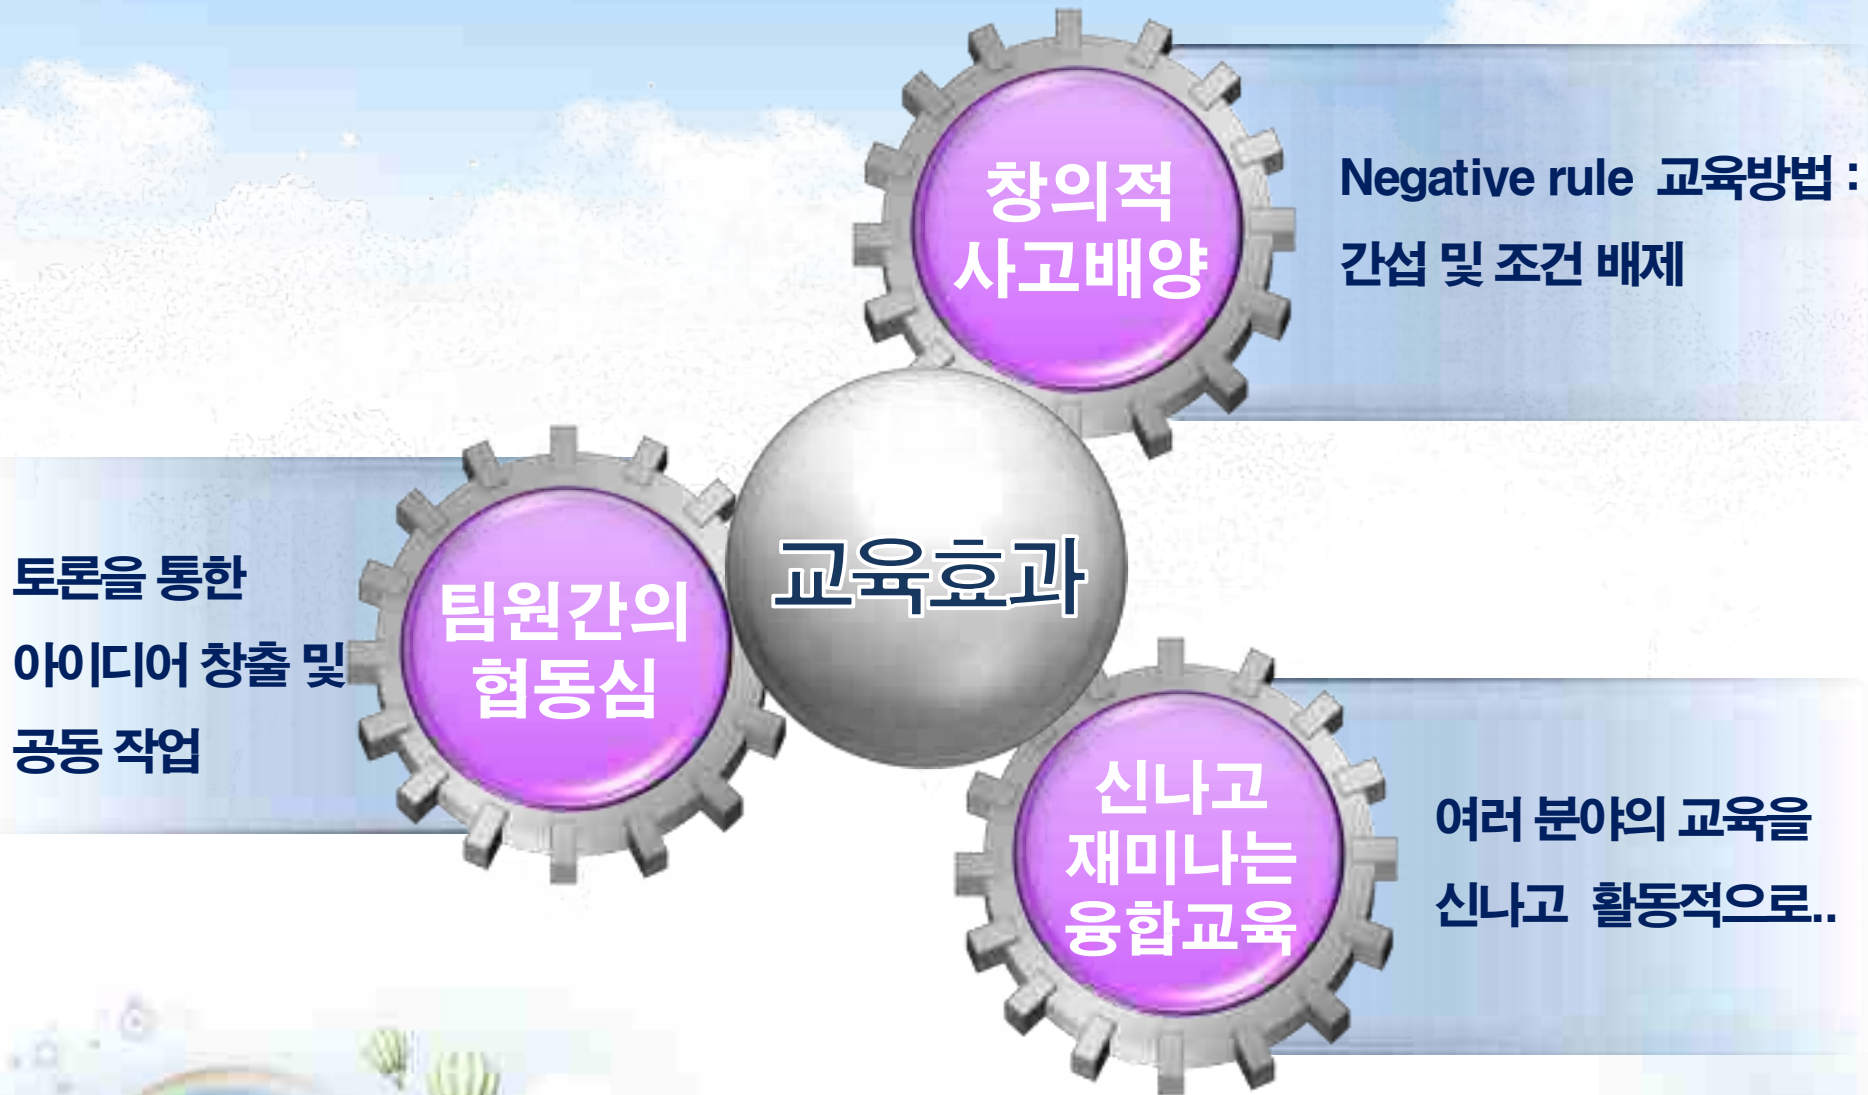 창의적
사고배양
Negative rule 교육방법 :
간섭 및 조건 배제
교육효과
토론을 통한
아이디어 창출 및
공동 작업
팀원간의
협동심
신나고
재미나는
융합교육
여러 분야의 교육을
신나고 활동적으로..